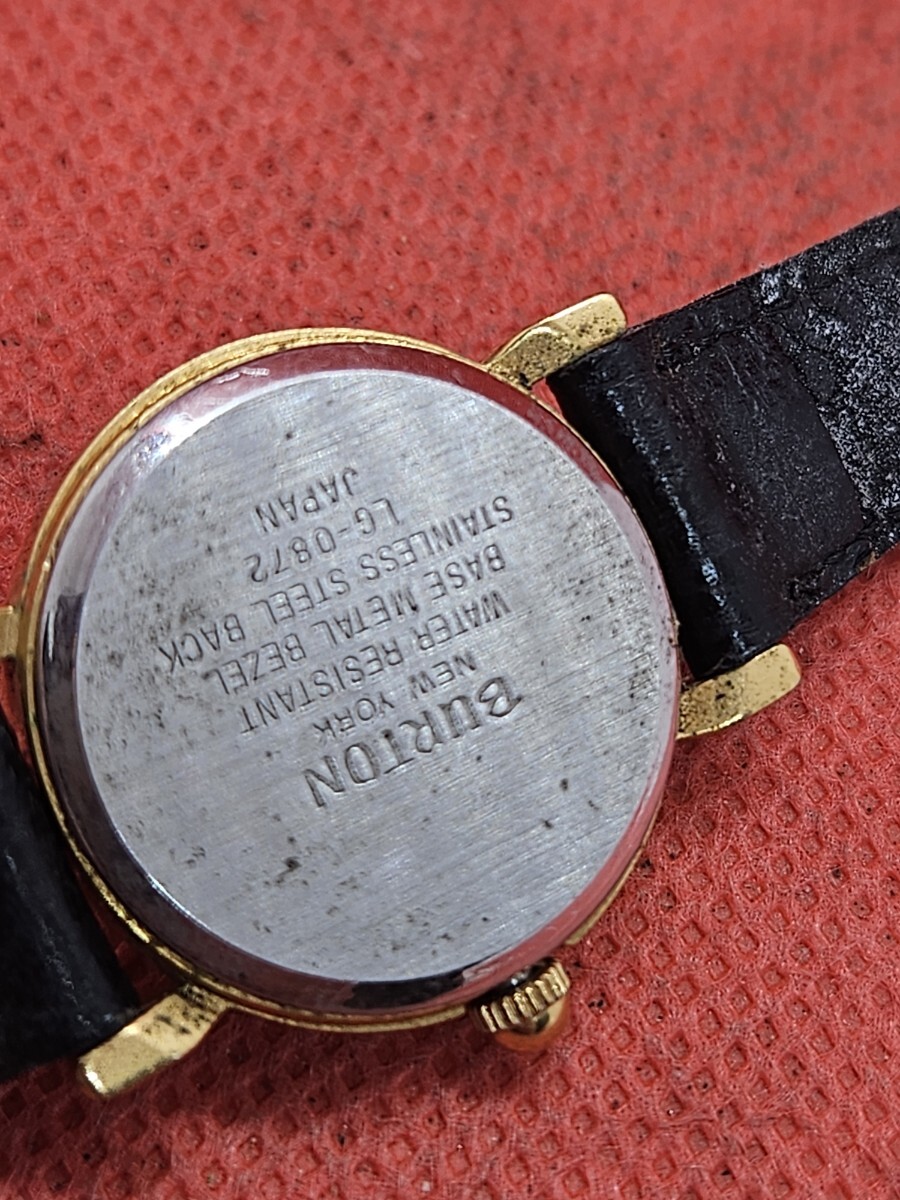 BURTON
NEW YORK
WATER RESISTANT
BASE METAL BEZEL
STAINLESS STEEL BACK
LG-0872
JAPAN